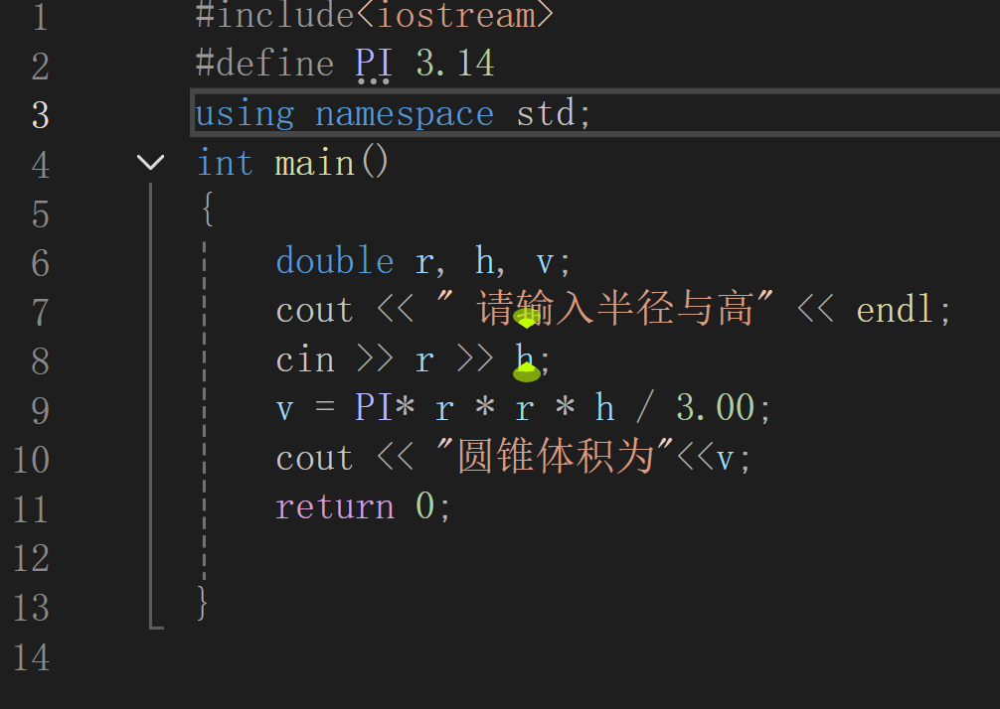 1 #include<iostream>
2 #define PI 3.14
3 using namespace std;
4 int main()
5 {
6 double r, h, v;
7 cout << " 请输入半径与高" << endl;
8 cin >> r >> h;
9 v = PI* r * r * h / 3.00;
10 cout << "圆锥体积为"<<v;
11 return 0;
12
13 }
14